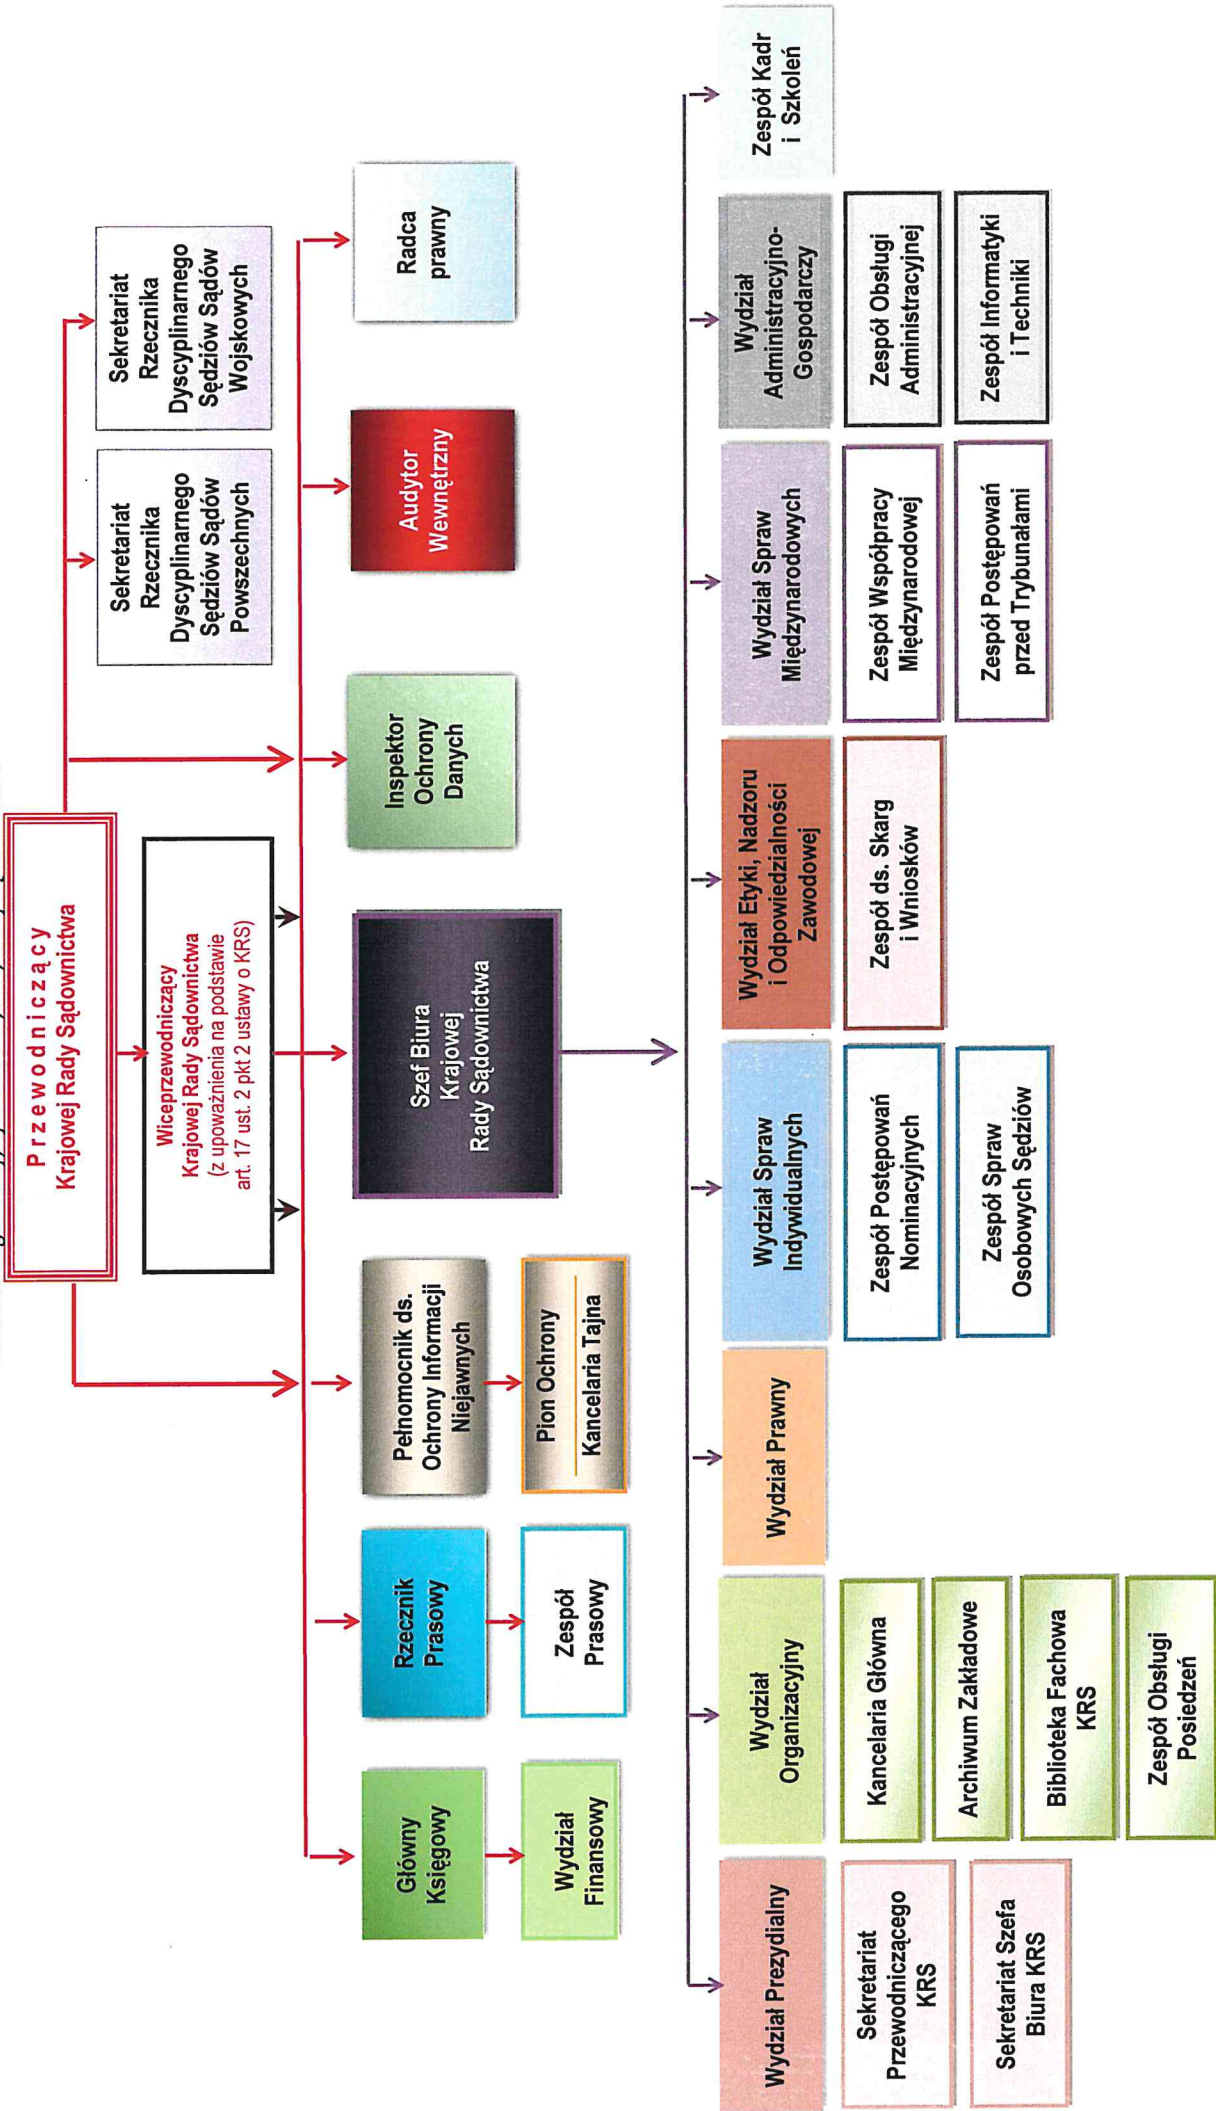 Przewodniczący
Krajowej Rady Sądownictwa
Wiceprzewodniczący
Krajowej Rady Sądownictwa
(z upoważnienia na podstawie
art. 17 ust. 2 pkt 2 ustawy o KRS)
Sekretariat
Rzecznika
Dyscyplinarnego
Sędziów Sądów
Powszechnych
Sekretariat
Rzecznika
Dyscyplinarnego
Sędziów Sądów
Wojskowych
Główny
Księgowy
Wydział
Finansowy
Rzecznik
Prasowy
Zespół
Prasowy
Pełnomocnik ds.
Ochrony Informacji
Niejawnych
Pion Ochrony
Kancelaria Tajna
Szef Biura
Krajowej
Rady Sądownictwa
Inspektor
Ochrony
Danych
Audytor
Wewnętrzny
Radca
prawny
Wydział Prezydialny
Sekretariat
Przewodniczącego
KRS
Sekretariat Szefa
Biura KRS
Wydział
Organizacyjny
Kancelaria Główna
Archiwum Zakładowe
Biblioteka Fachowa
KRS
Zespół Obsługi
Posiedzeń
Wydział Prawny
Wydział Spraw
Indywidualnych
Zespół Postępowań
Nominacyjnych
Zespół Spraw
Osobowych Sędziów
Wydział Etyki, Nadzoru
i Odpowiedzialności
Zawodowej
Zespół ds. Skarg
i Wniosków
Wydział Spraw
Międzynarodowych
Zespół Współpracy
Międzynarodowej
Zespół Postępowań
przed Trybunałami
Wydział
Administracyjno-
Gospodarczy
Zespół Obsługi
Administracyjnej
Zespół Informatyki
i Techniki
Zespół Kadr
i Szkoleń